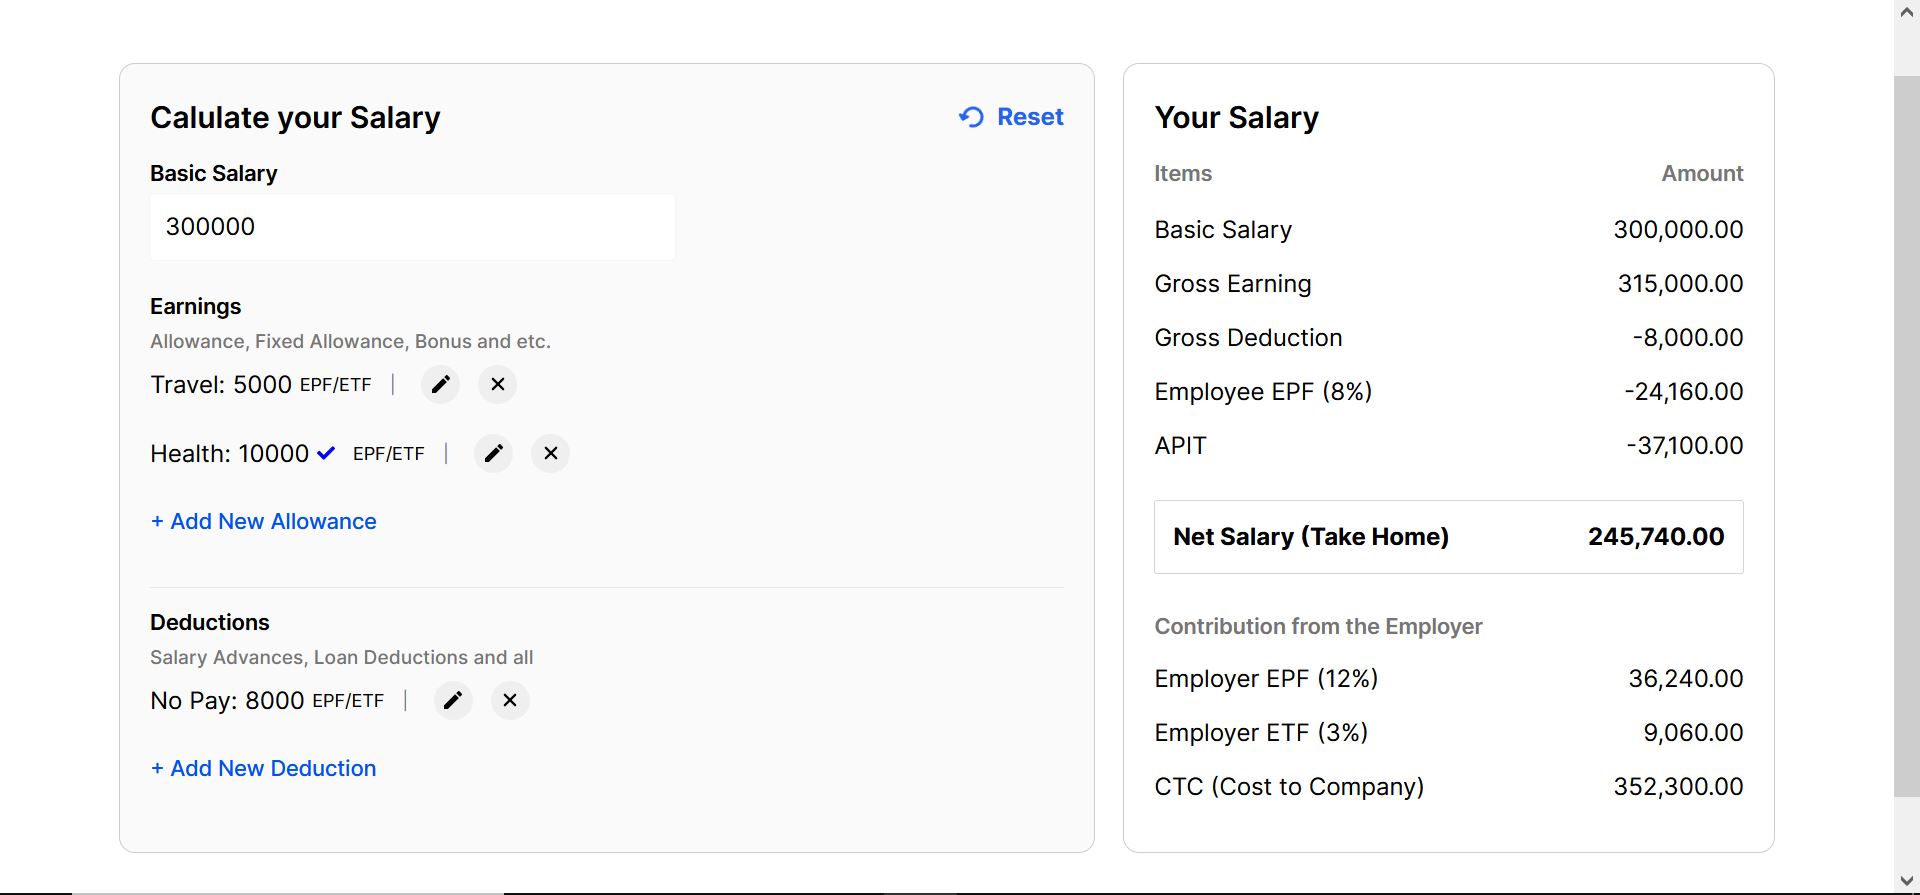 Calulate your Salary
Reset
Basic Salary
300000
Earnings
Allowance, Fixed Allowance, Bonus and etc.
Travel: 5000 EPF/ETF
Health: 10000 EPF/ETF
+ Add New Allowance
Deductions
Salary Advances, Loan Deductions and all
No Pay: 8000 EPF/ETF
+ Add New Deduction
Your Salary
Items Amount
Basic Salary 300,000.00
Gross Earning 315,000.00
Gross Deduction -8,000.00
Employee EPF (8%) -24,160.00
APIT -37,100.00
Net Salary (Take Home) 245,740.00
Contribution from the Employer
Employer EPF (12%) 36,240.00
Employer ETF (3%) 9,060.00
CTC (Cost to Company) 352,300.00